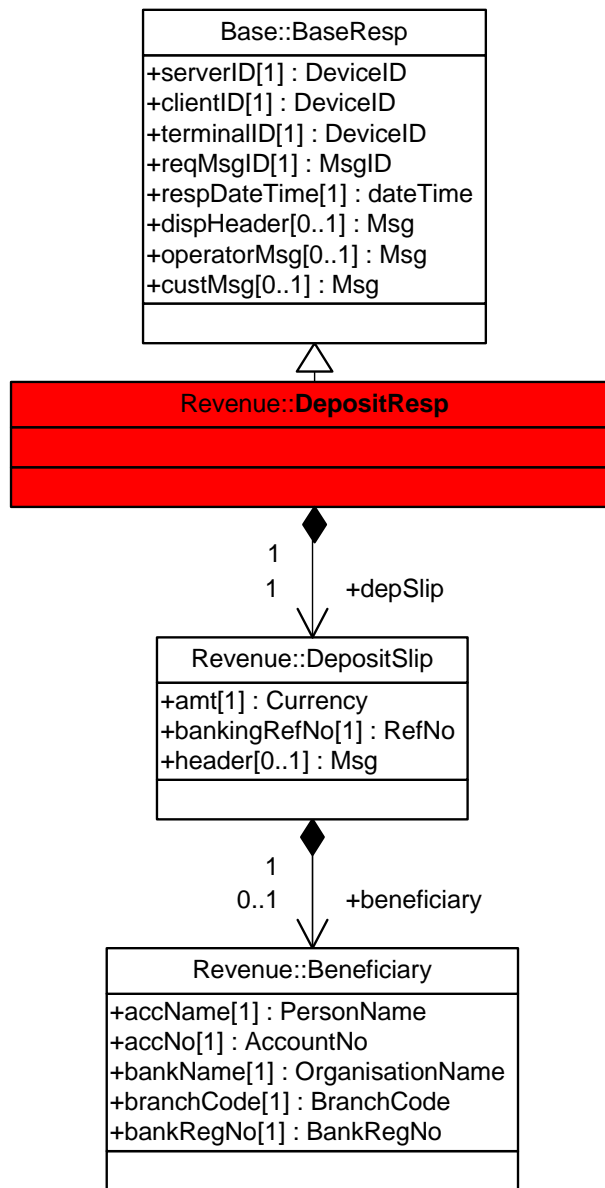 Base::BaseResp
+serverID[1] : DeviceID
+clientID[1] : DeviceID
+terminalID[1] : DeviceID
+reqMsgID[1] : MsgID
+respDateTime[1] : dateTime
+dispHeader[0..1] : Msg
+operatorMsg[0..1] : Msg
+custMsg[0..1] : Msg
Revenue::DepositResp
1
1 +depSlip
Revenue::DepositSlip
+amt[1] : Currency
+bankingRefNo[1] : RefNo
+header[0..1] : Msg
1
0..1 +beneficiary
Revenue::Beneficiary
+accName[1] : PersonName
+accNo[1] : AccountNo
+bankName[1] : OrganisationName
+branchCode[1] : BranchCode
+bankRegNo[1] : BankRegNo